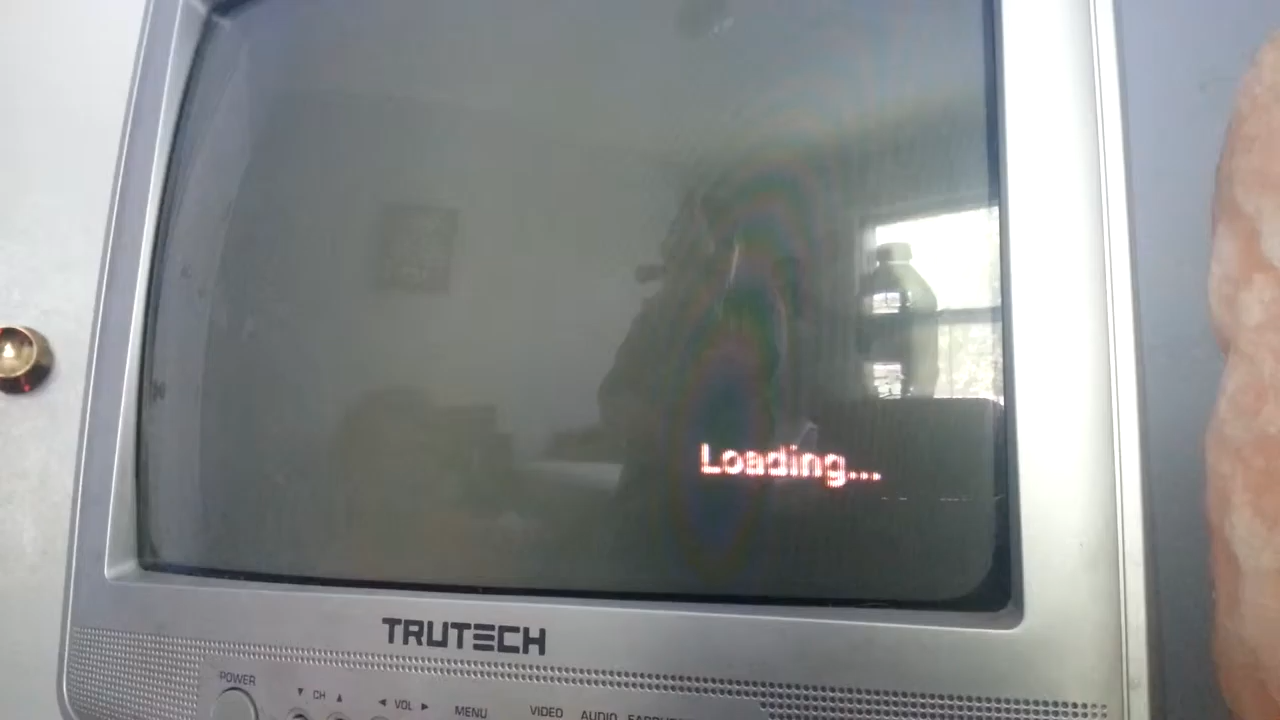 Loading...
TRUTECH
POWER
▼ CH ▲
◄ VOL ►
MENU
VIDEO
AUDIO